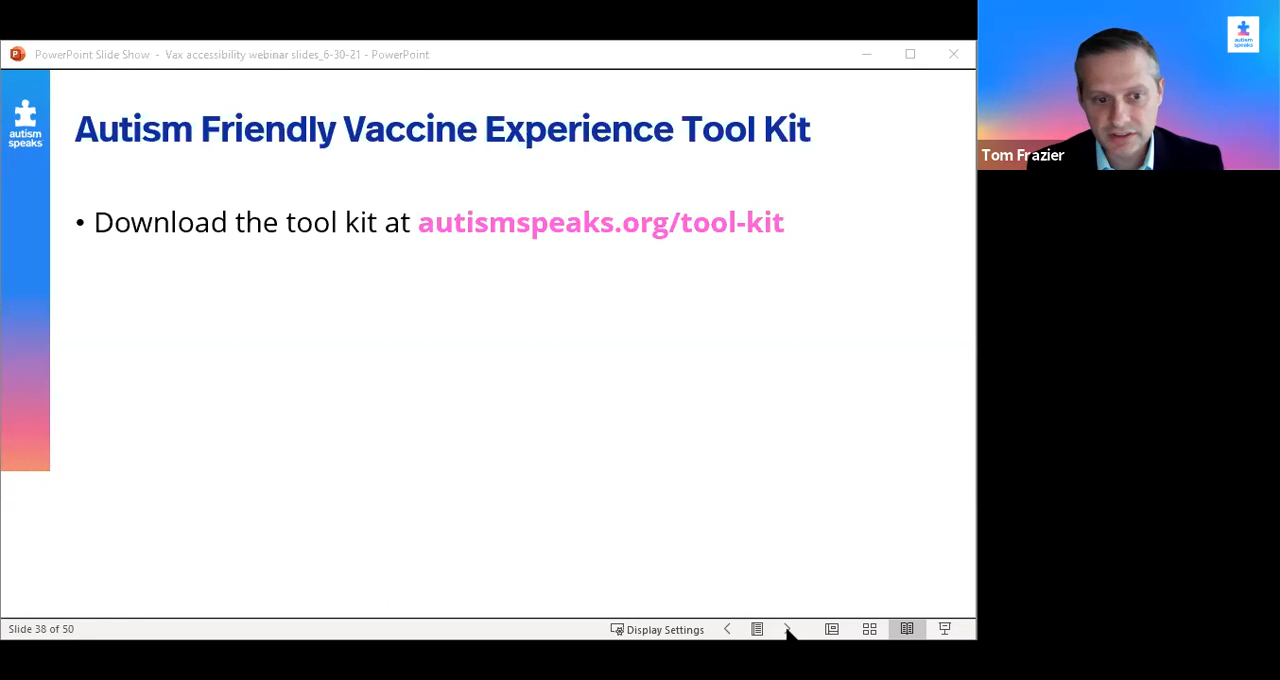 PowerPoint Slide Show - Vax accessibility webinar slides_6-30-21 - PowerPoint
autism
speaks
Autism Friendly Vaccine Experience Tool Kit
• Download the tool kit at autismspeaks.org/tool-kit
Slide 38 of 50
Display Settings
autism
speaks
Tom Frazier